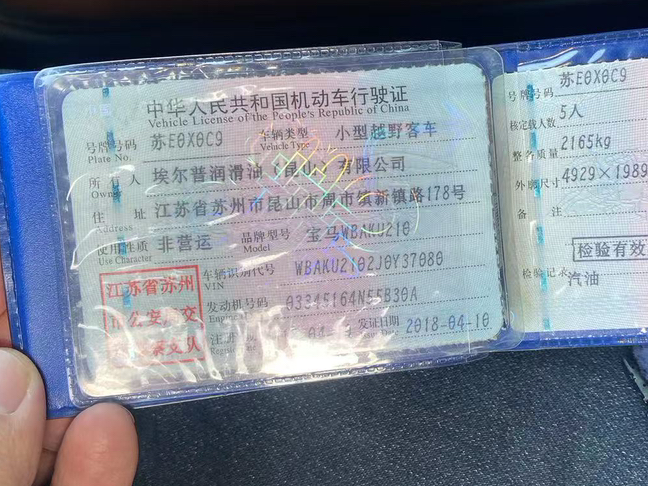 中华人民共和国机动车行驶证
Vehicle License of the People's Republic of China
号牌号码 苏E0X0C9 车辆类型 小型越野客车
Plate No. Vehicle Type
所 有 人 埃尔普润滑油（昆山）有限公司
Owner
住 址 江苏省苏州市昆山市周市镇新镇路178号
Address
使用性质 非营运 品牌型号 宝马WBAKU210
Use Character Model
车辆识别代号 WBAKU2102J0Y37080
VIN
发动机号码 03345164N55B30A
发证日期 2018-04-10
江苏省苏州
苏E0X0C9
号牌号码
核定载人数 5人
整备质量 2165kg
外廓尺寸 4929×1989
备 注
检验有效
检验记录 汽油